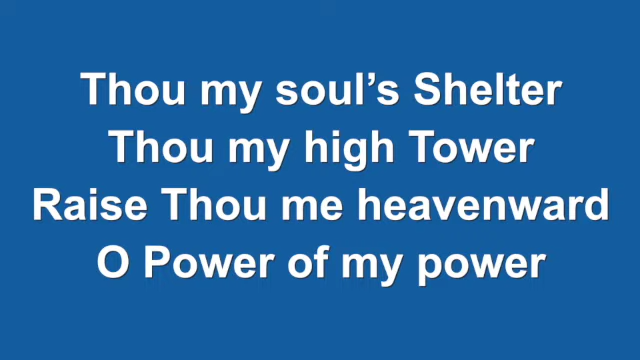 Thou my soul’s Shelter
Thou my high Tower
Raise Thou me heavenward
O Power of my power